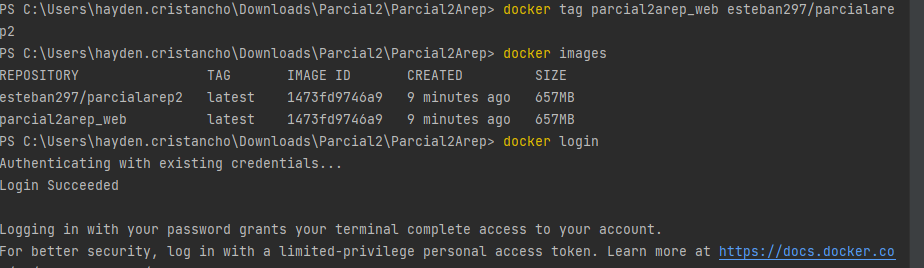 PS C:\Users\hayden.cristancho\Downloads\Parcial2\Parcial2Arep> docker tag parcial2arep_web esteban297/parcialare
p2
PS C:\Users\hayden.cristancho\Downloads\Parcial2\Parcial2Arep> docker images
REPOSITORY                TAG       IMAGE ID       CREATED         SIZE
esteban297/parcialarep2   latest    1473fd9746a9   9 minutes ago   657MB
parcial2arep_web          latest    1473fd9746a9   9 minutes ago   657MB
PS C:\Users\hayden.cristancho\Downloads\Parcial2\Parcial2Arep> docker login
Authenticating with existing credentials...
Login Succeeded
Logging in with your password grants your terminal complete access to your account.
For better security, log in with a limited-privilege personal access token. Learn more at https://docs.docker.co